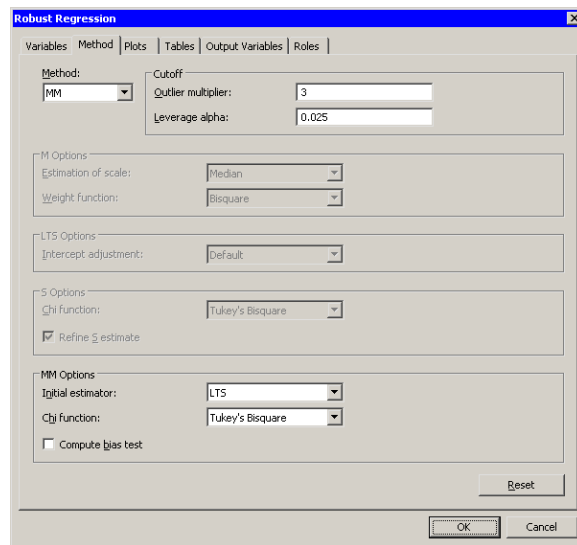 Robust Regression
Variables Method Plots Tables Output Variables Roles
Method:
MM
Cutoff
Outlier multiplier: 3
Leverage alpha: 0.025
M Options
Estimation of scale: Median
Weight function: Bisquare
LTS Options
Intercept adjustment: Default
S Options
Chi function: Tukey's Bisquare
Refine S estimate
MM Options
Initial estimator: LTS
Chi function: Tukey's Bisquare
Compute bias test
Reset
OK Cancel